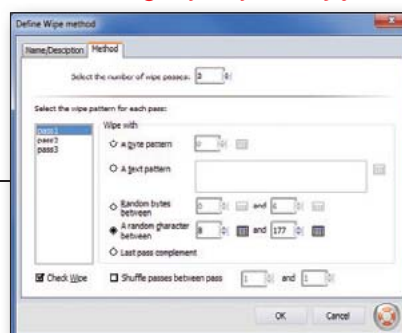 Define Wipe method
Name/Desciption Method
Select the number of wipe passes: 3
Select the wipe pattern for each pass:
pass1
pass2
pass3
Wipe with
A byte pattern 0
A text pattern
Random bytes between 0 and 6
A random character between 8 and 177
Last pass complement
Check Wipe Shuffle passes between pass 1 and 1
OK Cancel